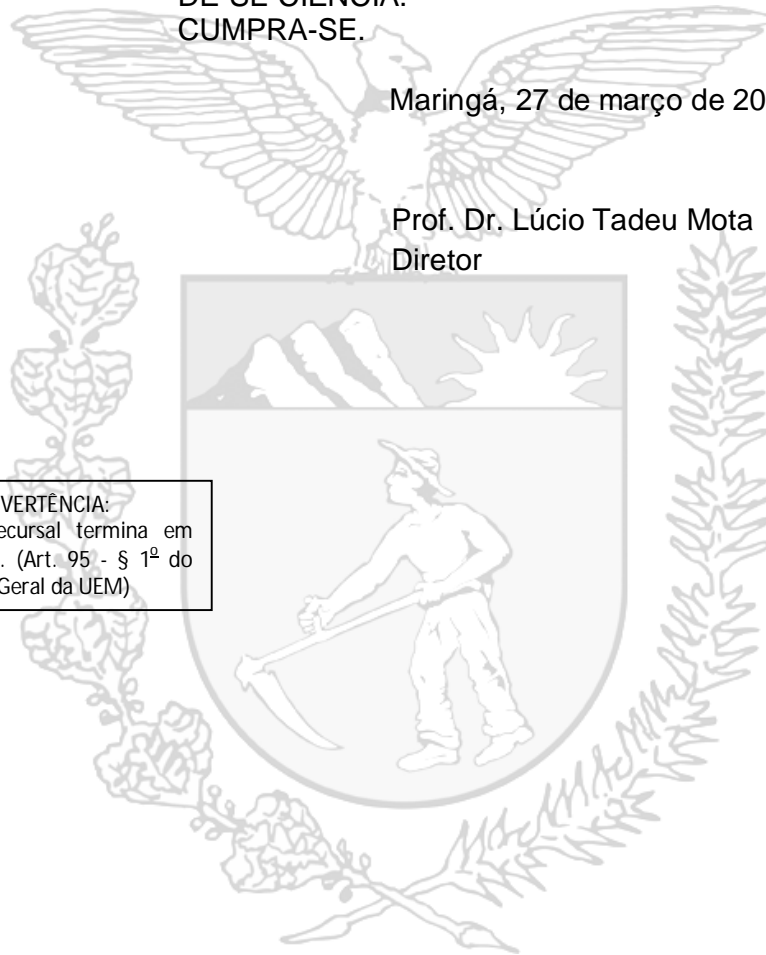 DE-SE CIÊNCIA.
CUMPRA-SE.
Maringá, 27 de março de 20
Prof. Dr. Lúcio Tadeu Mota
Diretor
VERTÊNCIA:
ecursal termina em
. (Art. 95 - § 1º do
Geral da UEM)